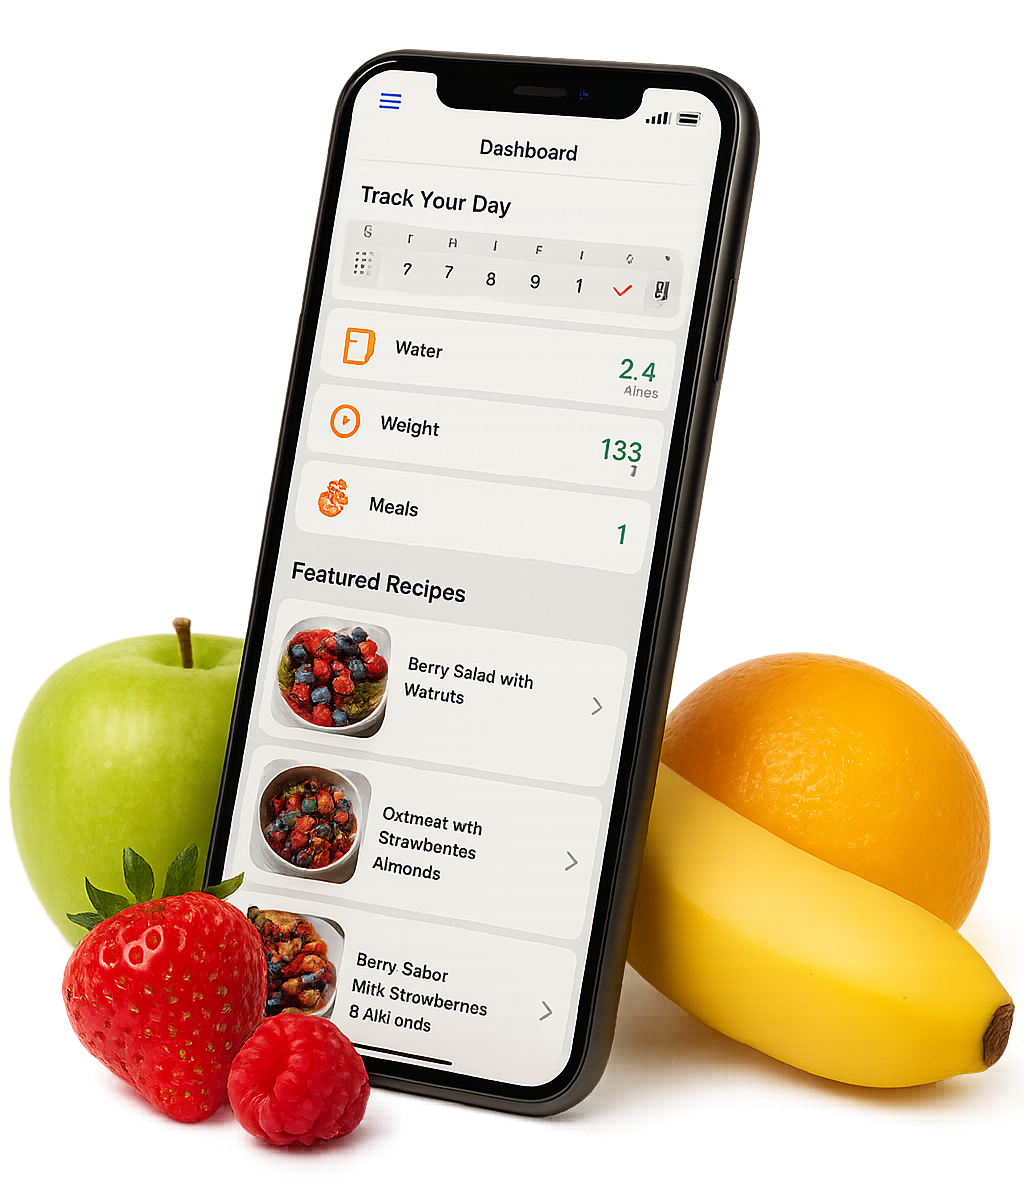 Dashboard
Track Your Day
7 8 9 1
Water
2.4
Aines
Weight
133
Meals
1
Featured Recipes
Berry Salad with
Watruts
Oxtmeat wth
Strawbentes
Almonds
Berry Sabor
Mitk Strowbernes
8 Alki onds